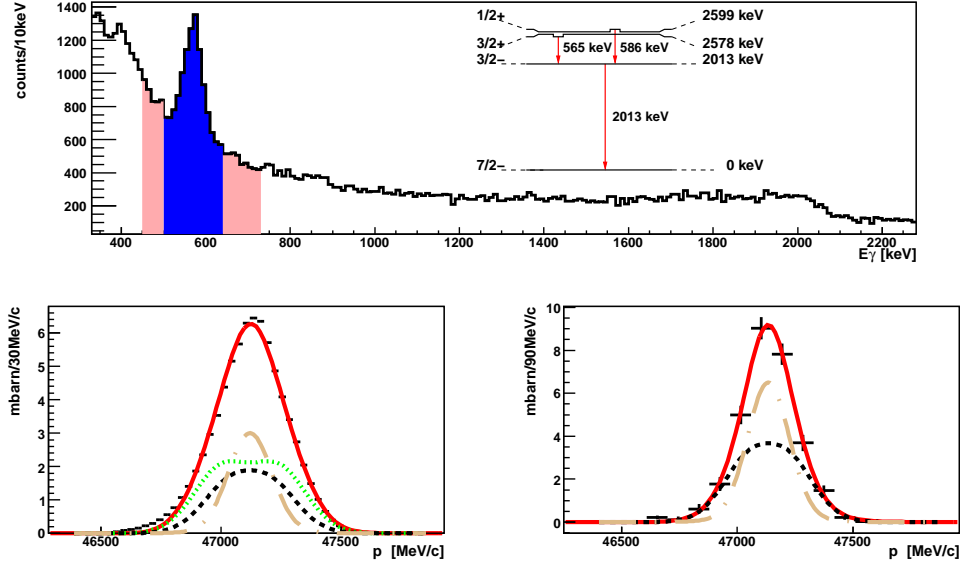 counts/10keV
1400
1200
1000
800
600
400
200
400 600 800 1000 1200 1400 1600 1800 2000 2200
Eγ [keV]
1/2+ 2599 keV
3/2+ 565 keV 586 keV 2578 keV
3/2− 2013 keV
2013 keV
7/2− 0 keV
mbarn/30MeV/c
6
5
4
3
2
1
0
46500 47000 47500
p [MeV/c]
mbarn/90MeV/c
10
8
6
4
2
0
46500 47000 47500
p [MeV/c]